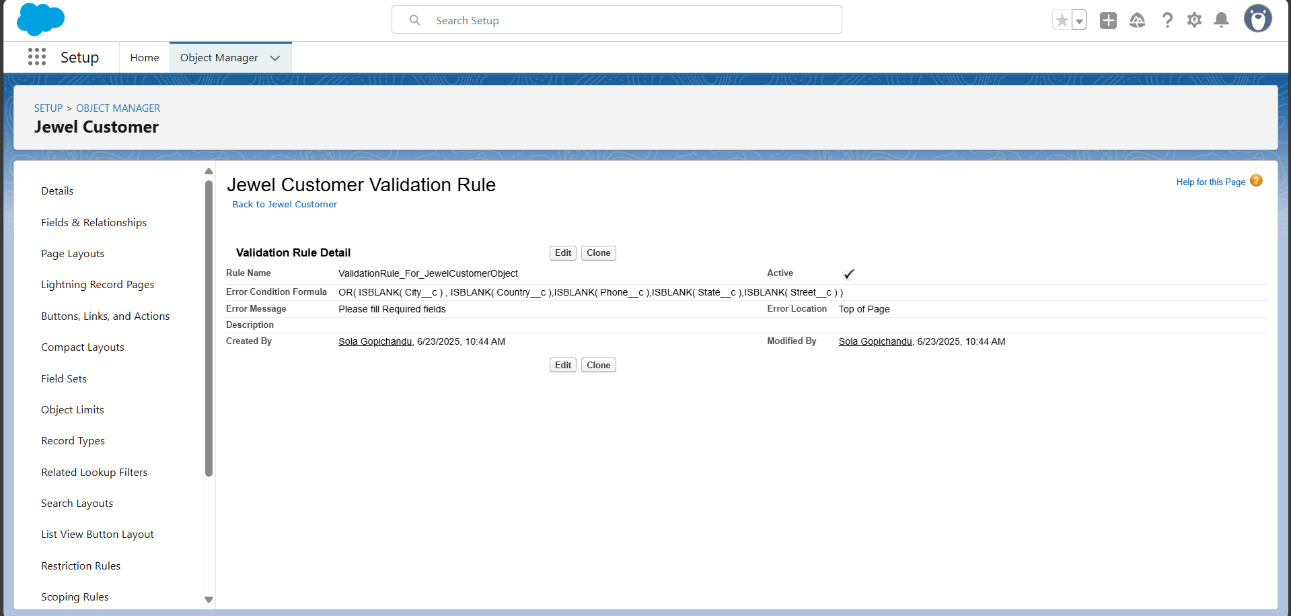 Search Setup
Setup
Home
Object Manager
SETUP > OBJECT MANAGER
Jewel Customer
Details
Fields & Relationships
Page Layouts
Lightning Record Pages
Buttons, Links, and Actions
Compact Layouts
Field Sets
Object Limits
Record Types
Related Lookup Filters
Search Layouts
List View Button Layout
Restriction Rules
Scoping Rules
Jewel Customer Validation Rule
Help for this Page
Back to Jewel Customer
Validation Rule Detail
Edit Clone
Rule Name ValidationRule_For_JewelCustomerObject Active
Error Condition Formula OR( ISBLANK( City__c ) , ISBLANK( Country__c ),ISBLANK( Phone__c ),ISBLANK( State__c ),ISBLANK( Street__c ) )
Error Message Please fill Required fields Error Location Top of Page
Description
Created By Sola Gopichandu, 6/23/2025, 10:44 AM Modified By Sola Gopichandu, 6/23/2025, 10:44 AM
Edit Clone